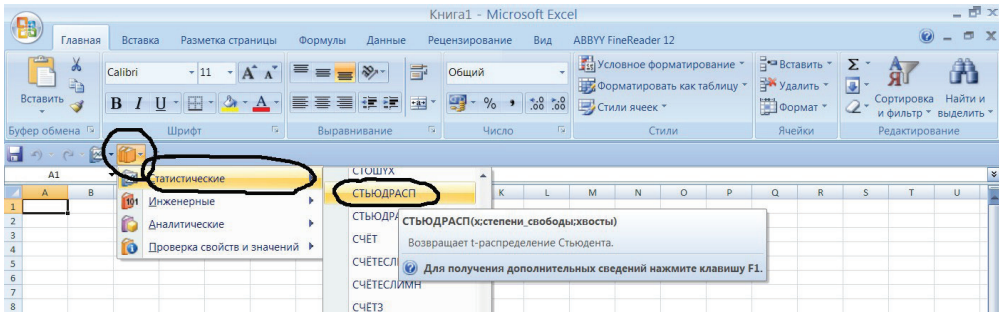 Книга1 - Microsoft Excel
Главная Вставка Разметка страницы Формулы Данные Рецензирование Вид ABBYY FineReader 12
Calibri 11 Общий Условное форматирование Вставить Σ
Вставить Форматировать как таблицу Удалить Сортировка и фильтр Найти и выделить
Ж К Ч % Стили ячеек Формат
Буфер обмена Шрифт Выравнивание Число Стили Ячейки Редактирование
A1 Статистические СТОШУХ
A B K L M N O P Q R S T U
1 101 Инженерные СТЬЮДРАСП
2 Аналитические СТЬЮДРА СТЬЮДРАСП(x;степени_свободы;хвосты)
3 Проверка свойств и значений СЧЁТ Возвращает t-распределение Стьюдента.
4
5 СЧЁТЕСЛ Для получения дополнительных сведений нажмите клавишу F1.
6 СЧЁТЕСЛИМН
7
8 СЧЁТЗ